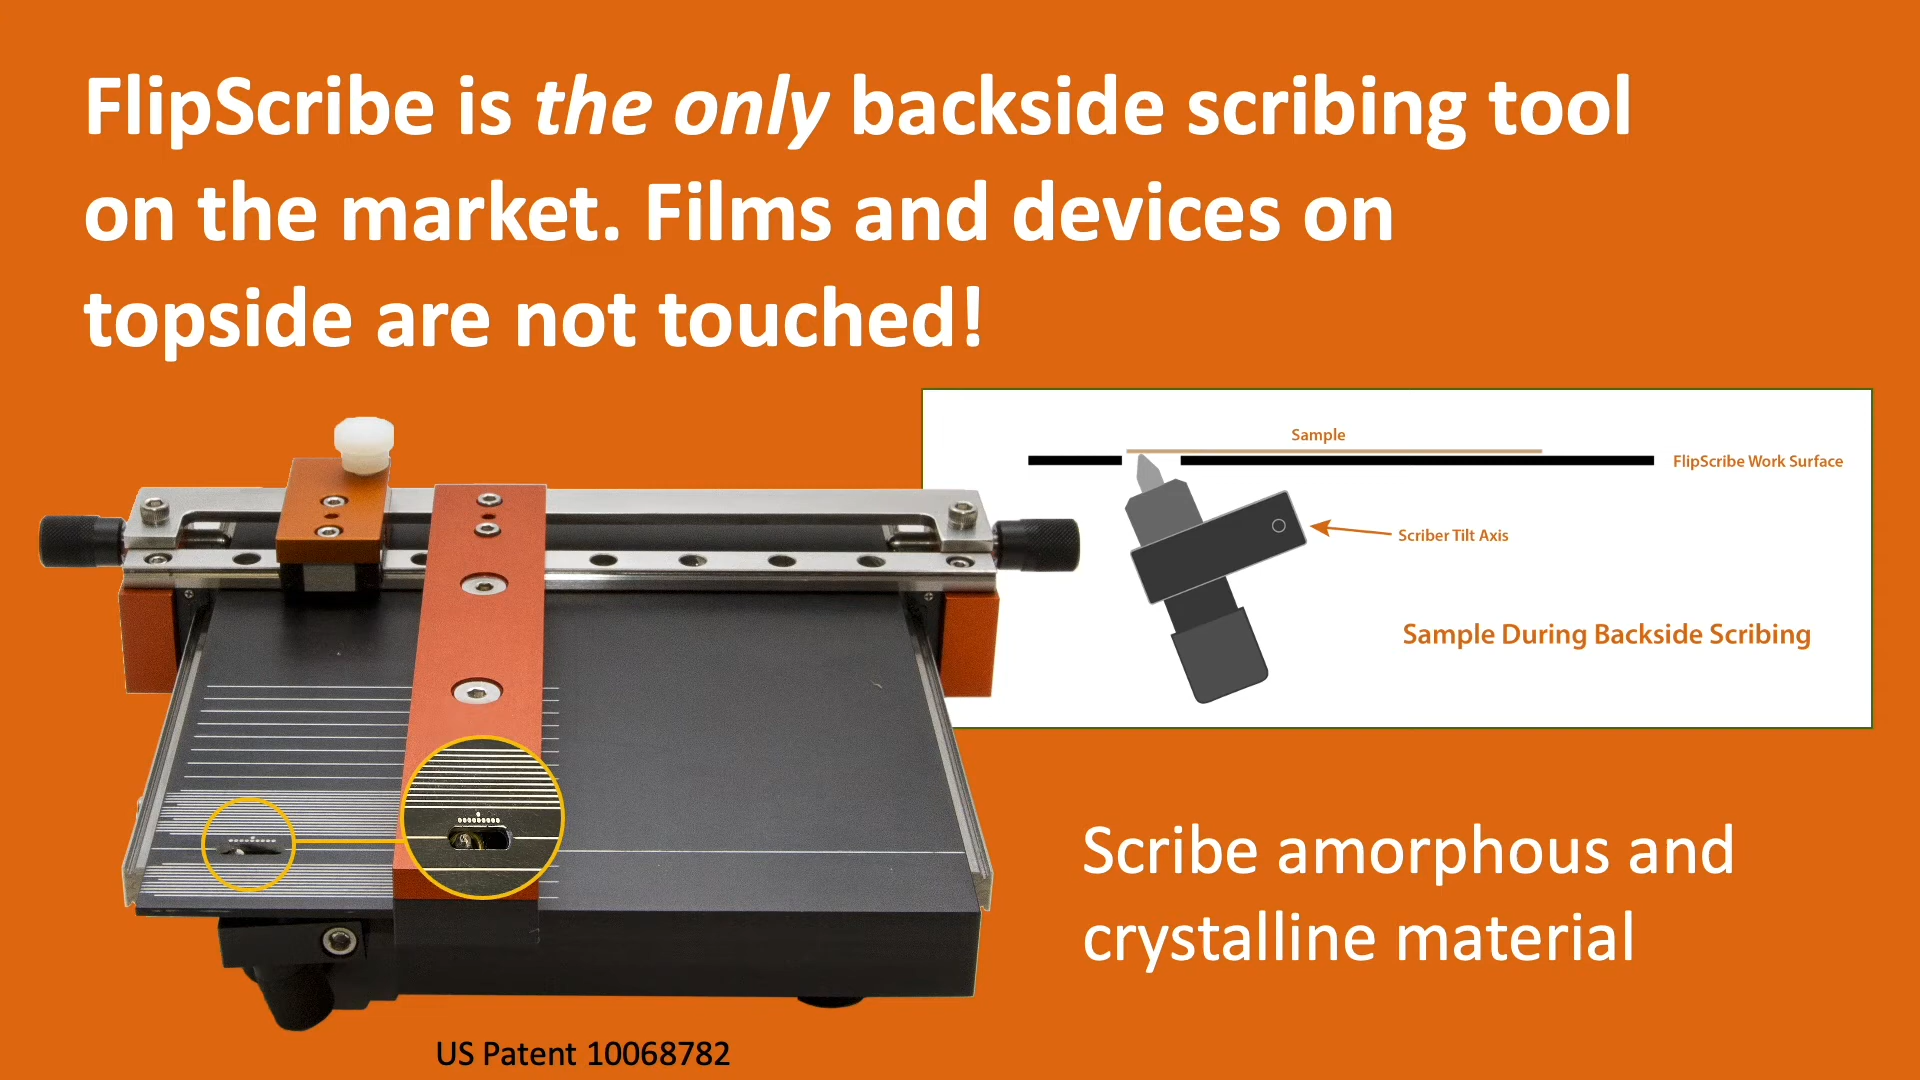 FlipScribe is the only backside scribing tool
on the market. Films and devices on
topside are not touched!
Sample
FlipScribe Work Surface
Scriber Tilt Axis
Sample During Backside Scribing
Scribe amorphous and
crystalline material
US Patent 10068782